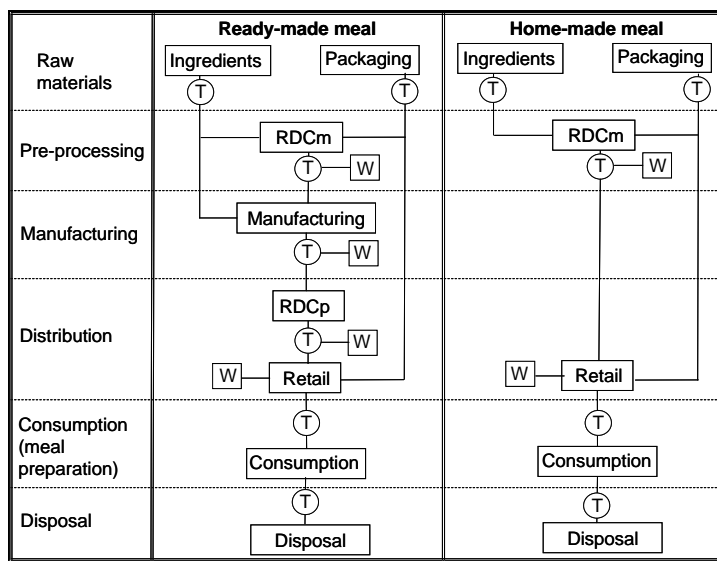 Ready-made meal
Home-made meal
Raw
materials
Ingredients
Packaging
Ingredients
Packaging
T
T
T
T
Pre-processing
RDCm
RDCm
T
W
T
W
Manufacturing
Manufacturing
T
W
Distribution
RDCp
T
W
W
Retail
W
Retail
Consumption
(meal
preparation)
T
T
Consumption
Consumption
Disposal
T
T
Disposal
Disposal